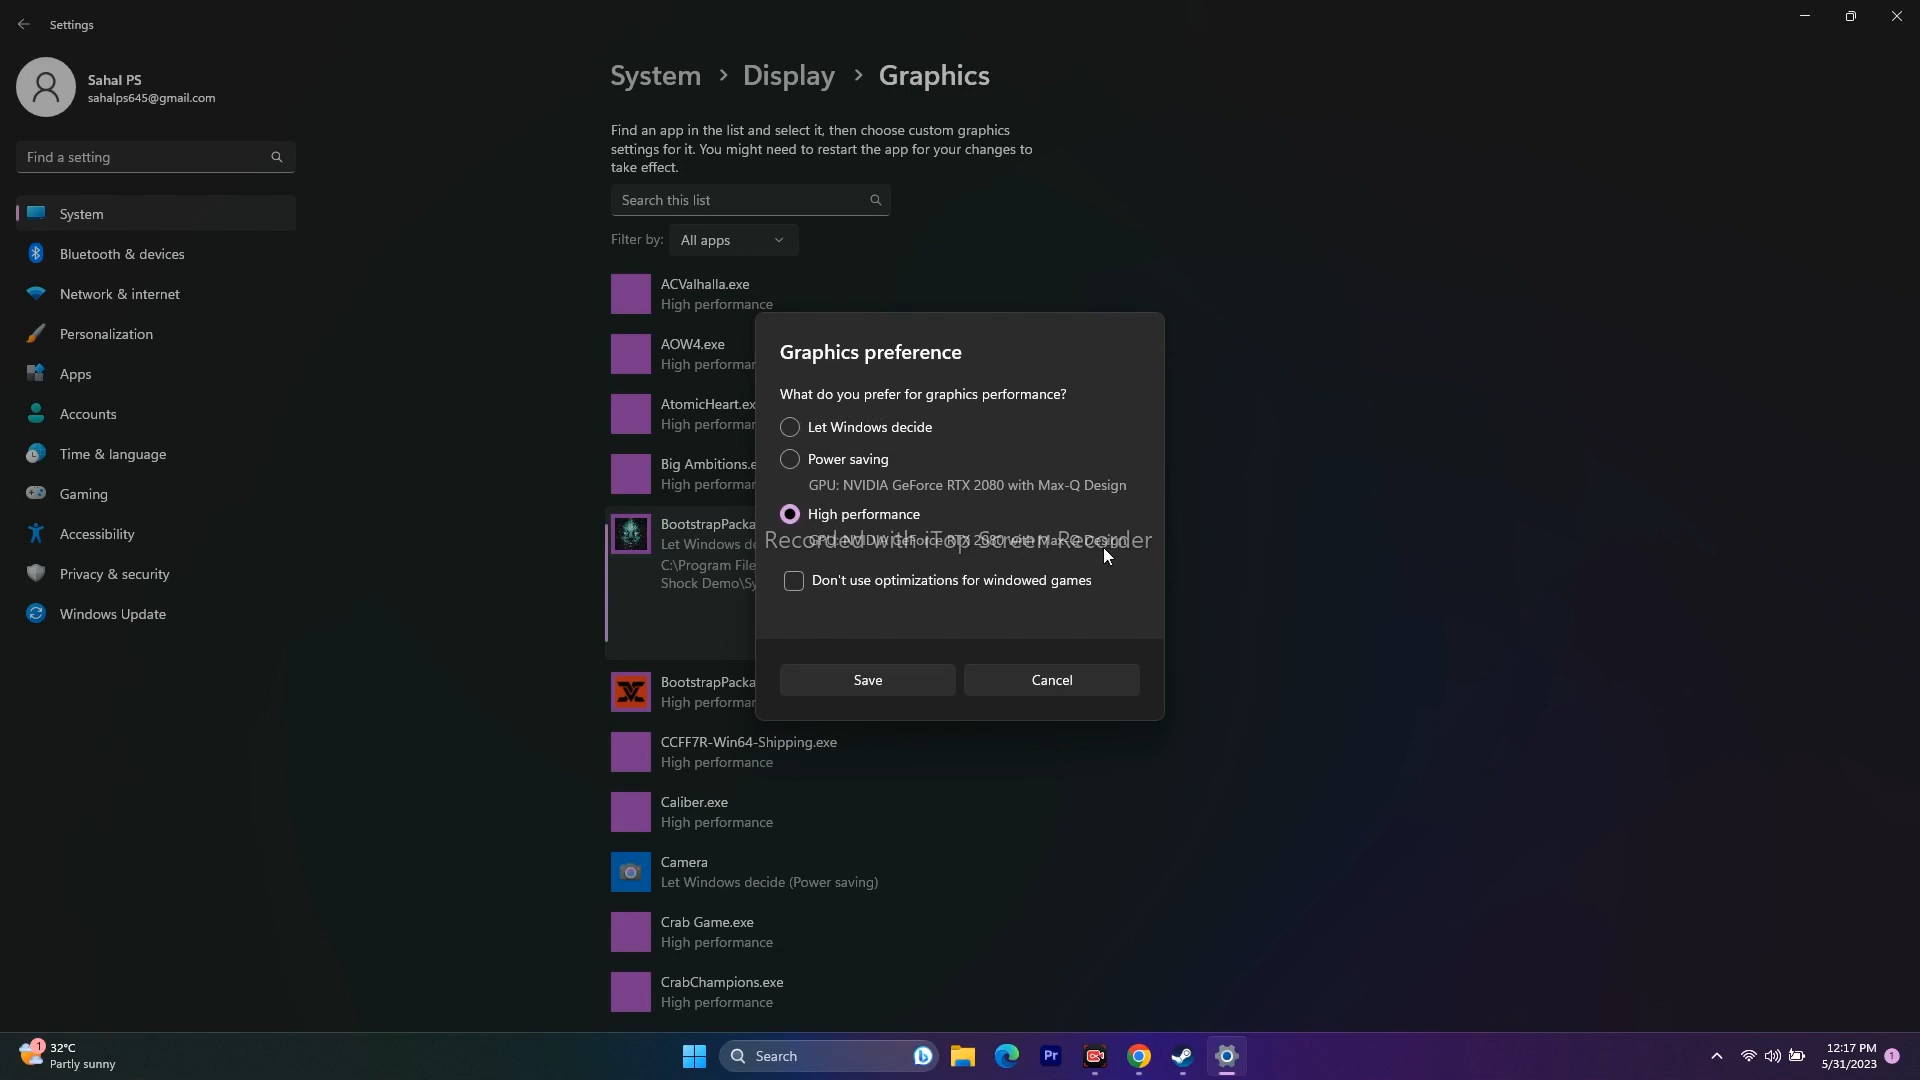 Settings
Sahal PS
sahalps645@gmail.com
Find a setting
System
Bluetooth & devices
Network & internet
Personalization
Apps
Accounts
Time & language
Gaming
Accessibility
Privacy & security
Windows Update
System > Display > Graphics
Find an app in the list and select it, then choose custom graphics
settings for it. You might need to restart the app for your changes to
take effect.
Search this list
Filter by: All apps
ACValhalla.exe
High performance
AOW4.exe
High performan
AtomicHeart.ex
High performan
Big Ambitions.e
High performan
BootstrapPacka
Let Windows de
C:\Program File
Shock Demo\Sy
BootstrapPacka
High performan
CCFF7R-Win64-Shipping.exe
High performance
Caliber.exe
High performance
Camera
Let Windows decide (Power saving)
Crab Game.exe
High performance
CrabChampions.exe
High performance
Graphics preference
What do you prefer for graphics performance?
Let Windows decide
Power saving
GPU: NVIDIA GeForce RTX 2080 with Max-Q Design
High performance
GPU: NVIDIA GeForce RTX 2080 with Max-Q Design
Recorded with iTop Screen Recorder
Don't use optimizations for windowed games
Save
Cancel
1
32°C
Partly sunny
Search
Pr
12:17 PM
5/31/2023
1